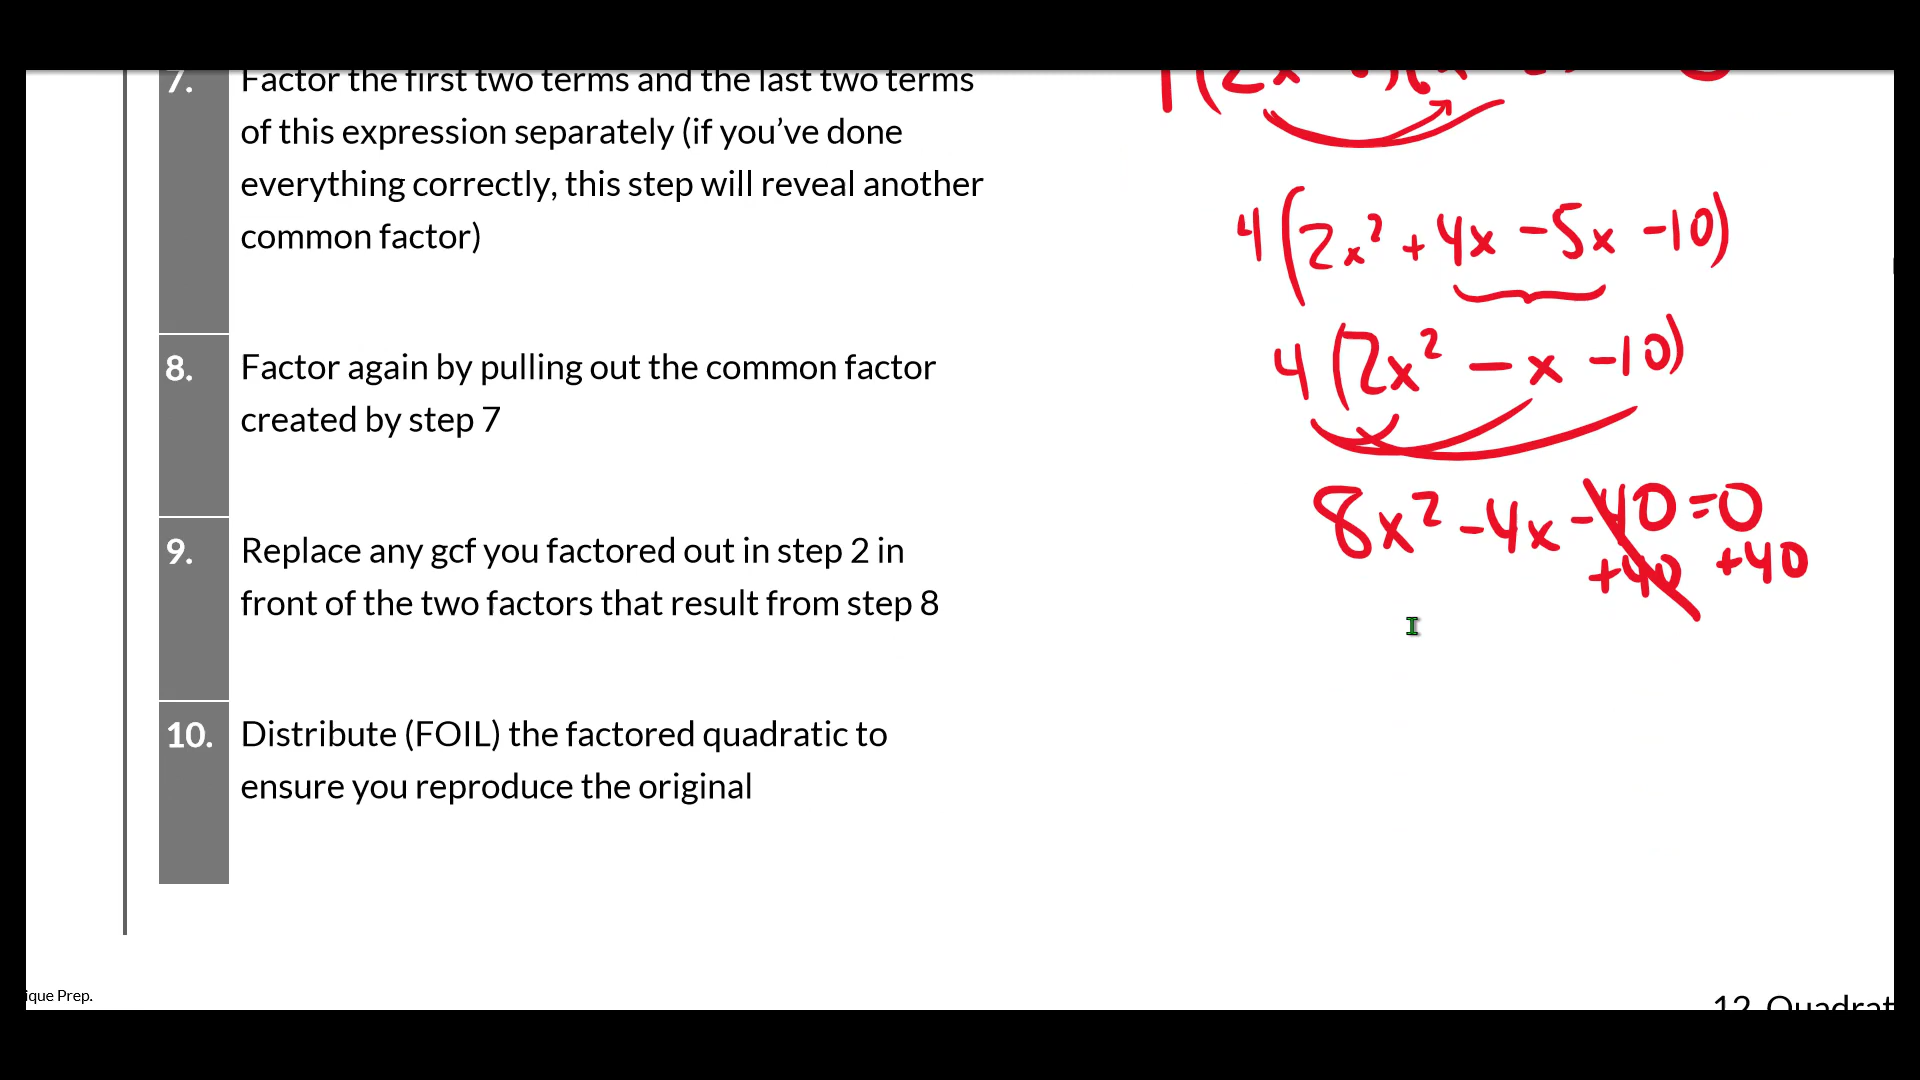 7. Factor the first two terms and the last two terms
of this expression separately (if you’ve done
everything correctly, this step will reveal another
common factor)
8. Factor again by pulling out the common factor
created by step 7
9. Replace any gcf you factored out in step 2 in
front of the two factors that result from step 8
10. Distribute (FOIL) the factored quadratic to
ensure you reproduce the original
4(2x² + 4x - 5x - 10)
4(2x² - x - 10)
8x² - 4x - 40 = 0
+40 +40
ique Prep.
12 Quadrat